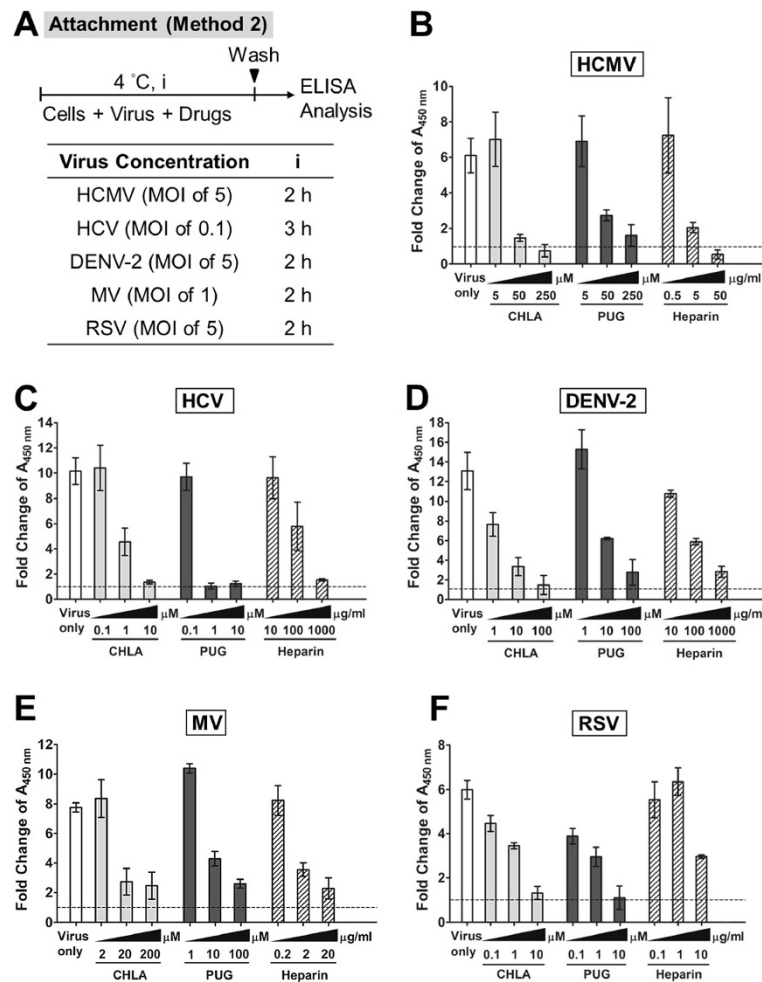 A Attachment (Method 2)
Wash
4 °C, i
ELISA
Analysis
Cells + Virus + Drugs
Virus Concentration i
HCMV (MOI of 5) 2 h
HCV (MOI of 0.1) 3 h
DENV-2 (MOI of 5) 2 h
MV (MOI of 1) 2 h
RSV (MOI of 5) 2 h
B
HCMV
Fold Change of A450 nm
10
8
6
4
2
0
Virus only
μM μM μg/ml
5 50 250 5 50 250 0.5 5 50
CHLA PUG Heparin
C
HCV
Fold Change of A450 nm
14
12
10
8
6
4
2
0
Virus only
μM μM μg/ml
0.1 1 10 0.1 1 10 10 100 1000
CHLA PUG Heparin
D
DENV-2
Fold Change of A450 nm
18
16
14
12
10
8
6
4
2
0
Virus only
μM μM μg/ml
1 10 100 1 10 100 10 100 1000
CHLA PUG Heparin
E
MV
Fold Change of A450 nm
12
10
8
6
4
2
0
Virus only
μM μM μg/ml
2 20 200 1 10 100 0.2 2 20
CHLA PUG Heparin
F
RSV
Fold Change of A450 nm
8
6
4
2
0
Virus only
μM μM μg/ml
0.1 1 10 0.1 1 10 0.1 1 10
CHLA PUG Heparin